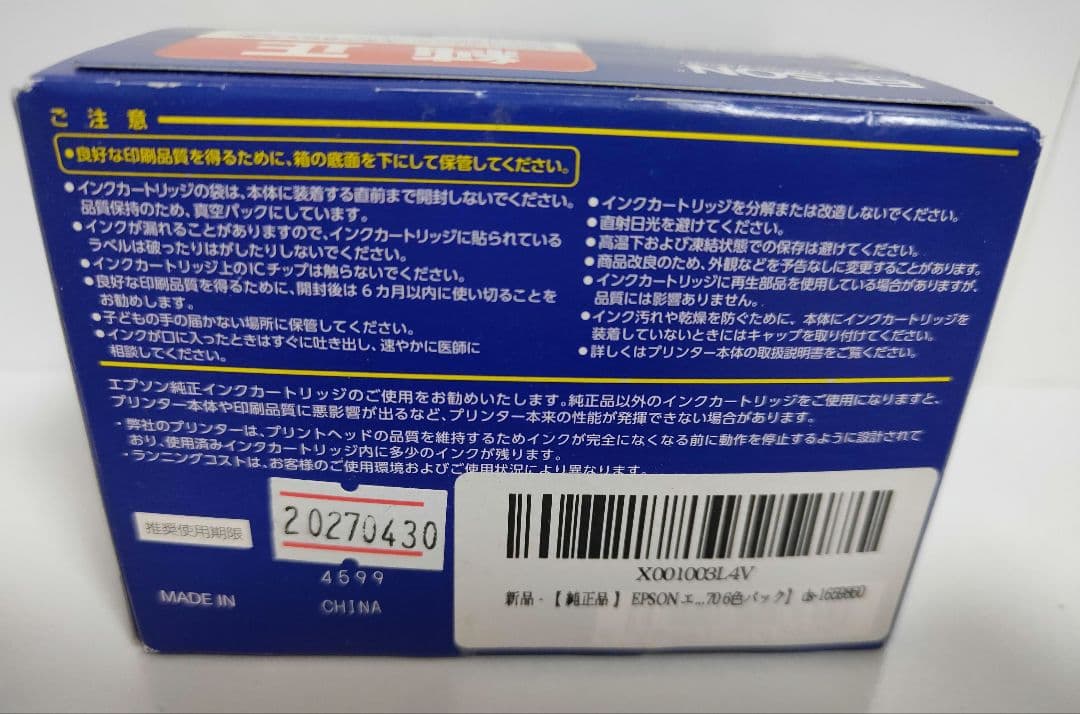 純正
EPSON
ご注意
●良好な印刷品質を得るために、箱の底面を下にして保管してください。
●インクカートリッジの袋は、本体に装着する直前まで開封しないでください。
品質保持のため、真空パックにしています。
●インクが漏れることがありますので、インクカートリッジに貼られている
ラベルは破ったりはがしたりしないでください。
●インクカートリッジ上のICチップは触らないでください。
●良好な印刷品質を得るために、開封後は6カ月以内に使い切ることを
お勧めします。
●子どもの手の届かない場所に保管してください。
●インクが口に入ったときはすぐに吐き出し、速やかに医師に
相談してください。
●インクカートリッジを分解または改造しないでください。
●直射日光を避けてください。
●高温下および凍結状態での保存は避けてください。
●商品改良のため、外観などを予告なしに変更することがあります。
●インクカートリッジに再生部品を使用している場合がありますが、
品質には影響ありません。
●インク汚れや乾燥を防ぐために、本体にインクカートリッジを
装着していないときにはキャップを取り付けてください。
●詳しくはプリンター本体の取扱説明書をご覧ください。
エプソン純正インクカートリッジのご使用をお勧めいたします。純正品以外のインクカートリッジをご使用になりますと、
プリンター本体や印刷品質に悪影響が出るなど、プリンター本来の性能が発揮できない場合があります。
・弊社のプリンターは、プリントヘッドの品質を維持するためインクが完全になくなる前に動作を停止するように設計されて
おり、使用済みインクカートリッジ内に多少のインクが残ります。
・ランニングコストは、お客様のご使用環境およびご使用状況により異なります。
推奨使用期限
20270430
4599
MADE IN
CHINA
X001003L4V
新品-【純正品】 EPSON エ...70 6色パック】